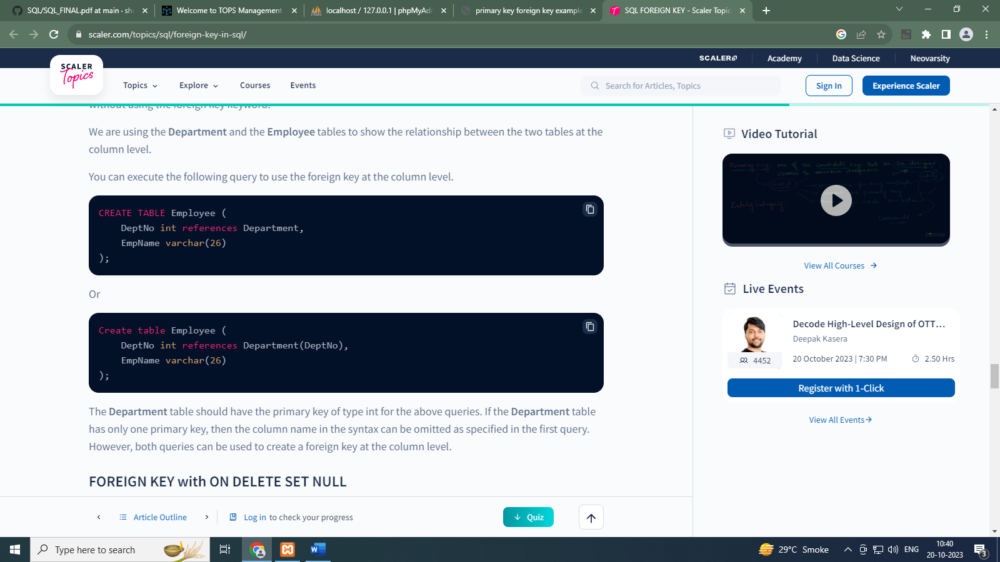 SQL/SQL_FINAL.pdf at main · shu
Welcome to TOPS Management
localhost / 127.0.0.1 | phpMyAdm
primary key foreign key example
SQL FOREIGN KEY - Scaler Topic
scaler.com/topics/sql/foreign-key-in-sql/
SCALER
Academy
Data Science
Neovarsity
SCALER
Topics
Topics
Explore
Courses
Events
Search for Articles, Topics
Sign In
Experience Scaler
without using the foreign key keyword.
We are using the Department and the Employee tables to show the relationship between the two tables at the
column level.
You can execute the following query to use the foreign key at the column level.
CREATE TABLE Employee (
DeptNo int references Department,
EmpName varchar(26)
);
Or
Create table Employee (
DeptNo int references Department(DeptNo),
EmpName varchar(26)
);
The Department table should have the primary key of type int for the above queries. If the Department table
has only one primary key, then the column name in the syntax can be omitted as specified in the first query.
However, both queries can be used to create a foreign key at the column level.
FOREIGN KEY with ON DELETE SET NULL
Article Outline
Log in to check your progress
Quiz
Video Tutorial
View All Courses
Live Events
Decode High-Level Design of OTT...
Deepak Kasera
4452
20 October 2023 | 7:30 PM
2.50 Hrs
Register with 1-Click
View All Events
Type here to search
29°C Smoke
ENG
10:40
20-10-2023
3